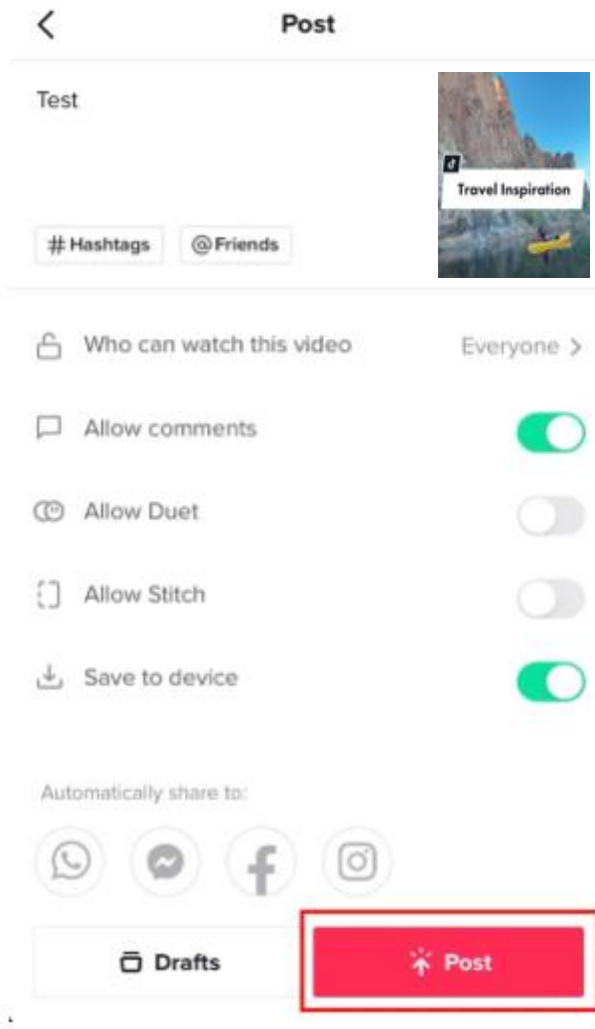 Post
Test
Travel Inspiration
# Hashtags @ Friends
Who can watch this video Everyone >
Allow comments
Allow Duet
Allow Stitch
Save to device
Automatically share to:
Drafts Post